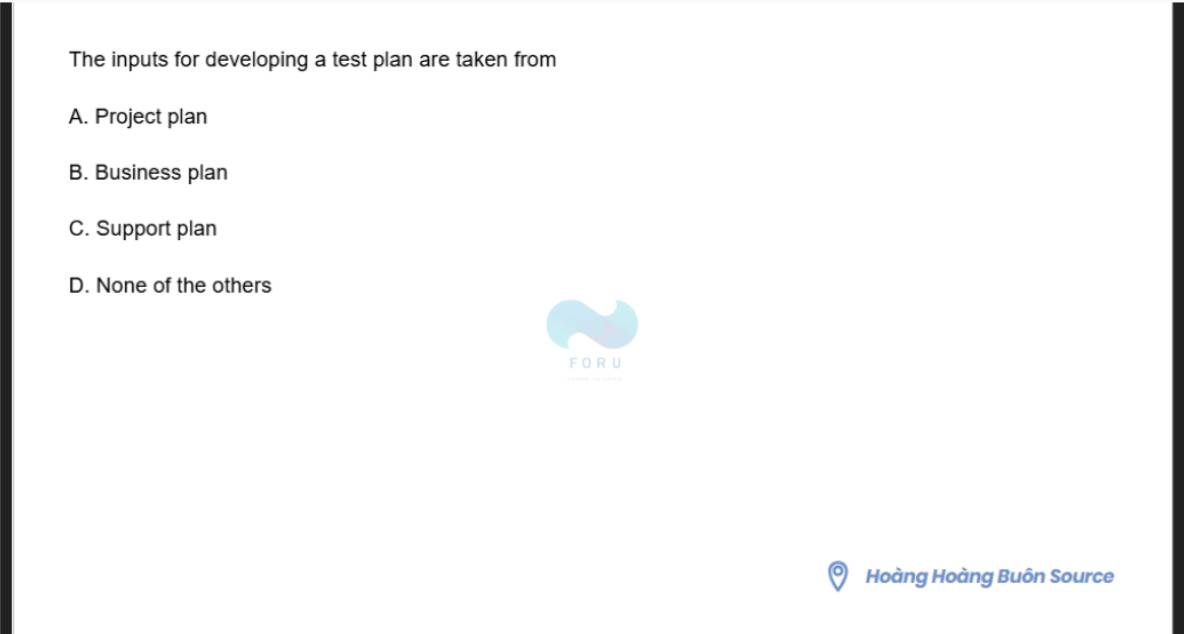 The inputs for developing a test plan are taken from
A. Project plan
B. Business plan
C. Support plan
D. None of the others
FORU
Hoàng Hoàng Buôn Source